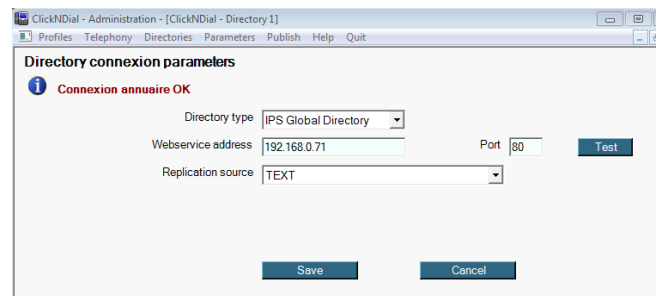 ClickNDial - Administration - [ClickNDial - Directory 1]
Profiles Telephony Directories Parameters Publish Help Quit
Directory connexion parameters
Connexion annuaire OK
Directory type IPS Global Directory
Webservice address 192.168.0.71 Port 80 Test
Replication source TEXT
Save Cancel